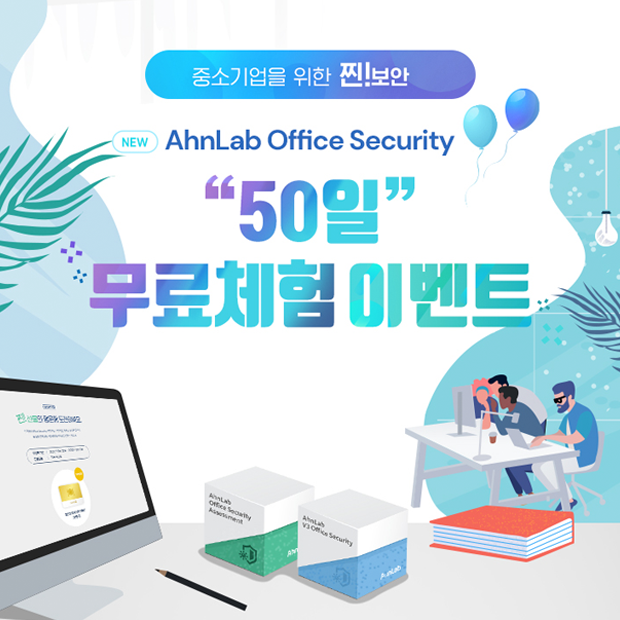 중소기업을 위한 찐!보안
NEW AhnLab Office Security
“50일”
무료체험 이벤트
AhnLab
Office Security
Assessment
AhnLab
V3 Office Security
AhnLab